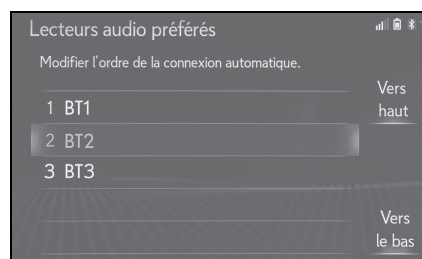 Lecteurs audio préférés
Modifier l'ordre de la connexion automatique.
Vers
haut
1 BT1
2 BT2
3 BT3
Vers
le bas